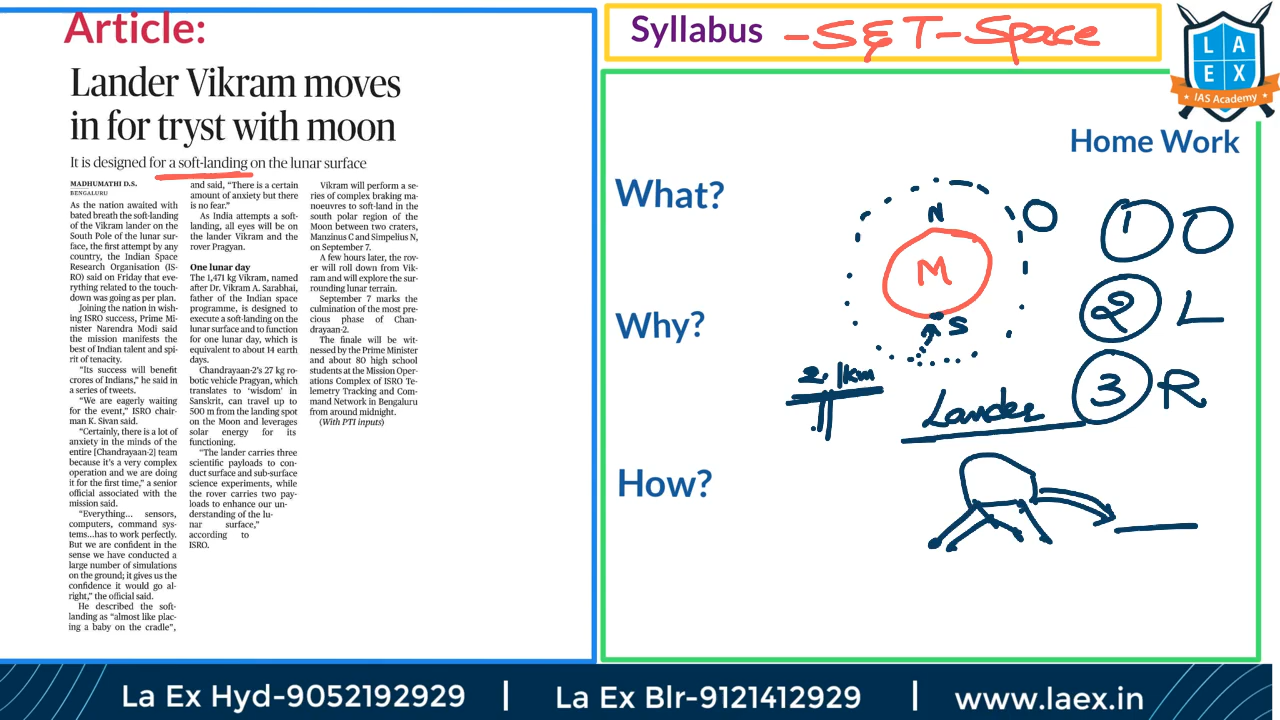 Article:
Lander Vikram moves
in for tryst with moon
It is designed for a soft-landing on the lunar surface
MADHUMATHI D.S.
BENGALURU
As the nation awaited with
bated breath the soft-landing
of the Vikram lander on the
South Pole of the lunar sur-
face, the first attempt by any
country, the Indian Space
Research Organisation (IS-
RO) said on Friday that eve-
rything related to the touch-
down was going as per plan.
Joining the nation in wish-
ing ISRO success, Prime Mi-
nister Narendra Modi said
the mission manifests the
best of Indian talent and spi-
rit of tenacity.
"Its success will benefit
crores of Indians," he said in
a series of tweets.
"We are eagerly waiting
for the event," ISRO chair-
man K. Sivan said.
"Certainly, there is a lot of
anxiety in the minds of the
entire [Chandrayaan-2] team
because it's a very complex
operation and we are doing
it for the first time," a senior
official associated with the
mission said.
"Everything... sensors,
computers, command sys-
tems...has to work perfectly.
But we are confident in the
sense we have conducted a
large number of simulations
on the ground; it gives us the
confidence it would go al-
right," the official said.
He described the soft-
landing as "almost like plac-
ing a baby on the cradle",
and said, "There is a certain
amount of anxiety but there
is no fear."
As India attempts a soft-
landing, all eyes will be on
the lander Vikram and the
rover Pragyan.
One lunar day
The 1,471 kg Vikram, named
after Dr. Vikram A. Sarabhai,
father of the Indian space
programme, is designed to
execute a soft-landing on the
lunar surface and to function
for one lunar day, which is
equivalent to about 14 earth
days.
Chandrayaan-2's 27 kg ro-
botic vehicle Pragyan, which
translates to 'wisdom' in
Sanskrit, can travel up to
500 m from the landing spot
on the Moon and leverages
solar energy for its
functioning.
"The lander carries three
scientific payloads to con-
duct surface and sub-surface
science experiments, while
the rover carries two pay-
loads to enhance our un-
derstanding of the lu-
nar surface,"
according to
ISRO.
Vikram will perform a se-
ries of complex braking ma-
noeuvres to soft-land in the
south polar region of the
Moon between two craters,
Manzinus C and Simpelius N,
on September 7.
A few hours later, the ro-
ver will roll down from Vik-
ram and will explore the sur-
rounding lunar terrain.
September 7 marks the
culmination of the most pre-
cious phase of Chan-
drayaan-2.
The finale will be wit-
nessed by the Prime Minister
and about 80 high school
students at the Mission Oper-
ations Complex of ISRO Te-
lemetry Tracking and Com-
mand Network in Bengaluru
from around midnight.
(With PTI inputs)
Syllabus - S&T - Space
LA
EX
IAS Academy
Home Work
What?
Why?
How?
N
M
S
O
1 O
2 L
3 R
2.1km
Lander
La Ex Hyd-9052192929 | La Ex Blr-9121412929 | www.laex.in